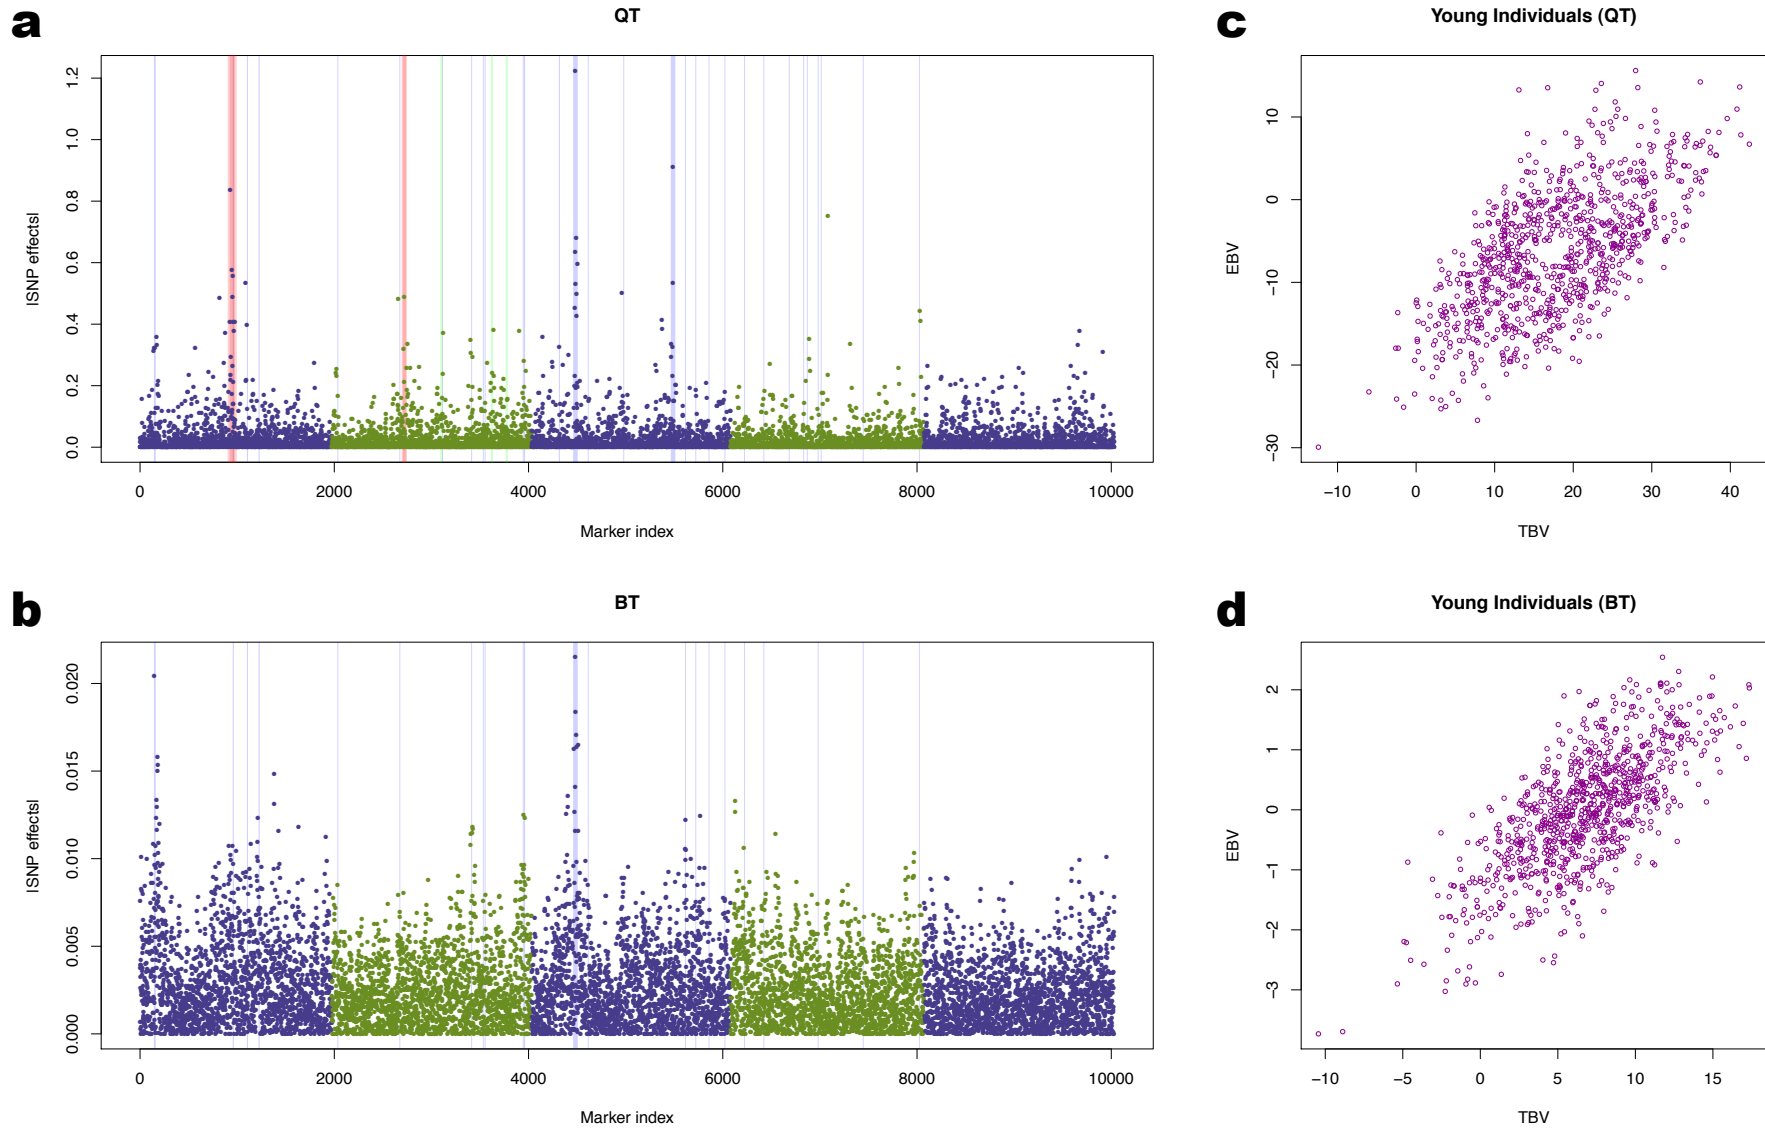 a
QT
|SNP effects|
0.0 0.2 0.4 0.6 0.8 1.0 1.2
0 2000 4000 6000 8000 10000
Marker index
c
Young Individuals (QT)
EBV
−30 −20 −10 0 10
−10 0 10 20 30 40
TBV
b
BT
|SNP effects|
0.000 0.005 0.010 0.015 0.020
0 2000 4000 6000 8000 10000
Marker index
d
Young Individuals (BT)
EBV
−3 −2 −1 0 1 2
−10 −5 0 5 10 15
TBV